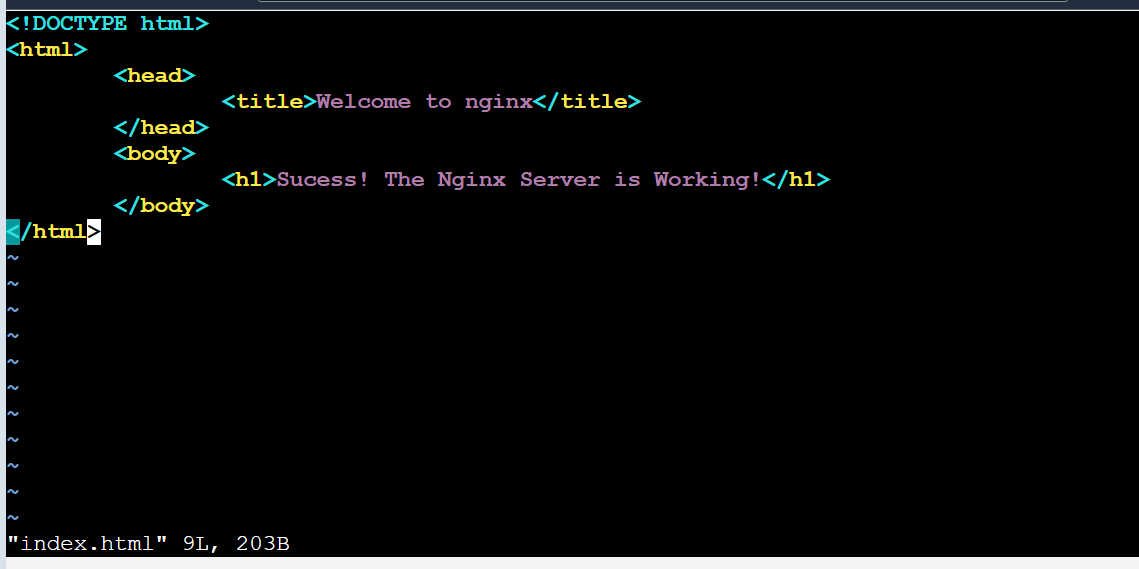 <!DOCTYPE html>
<html>
        <head>
                <title>Welcome to nginx</title>
        </head>
        <body>
                <h1>Sucess! The Nginx Server is Working!</h1>
        </body>
</html>
~
~
~
~
~
~
~
~
~
~
~
"index.html" 9L, 203B